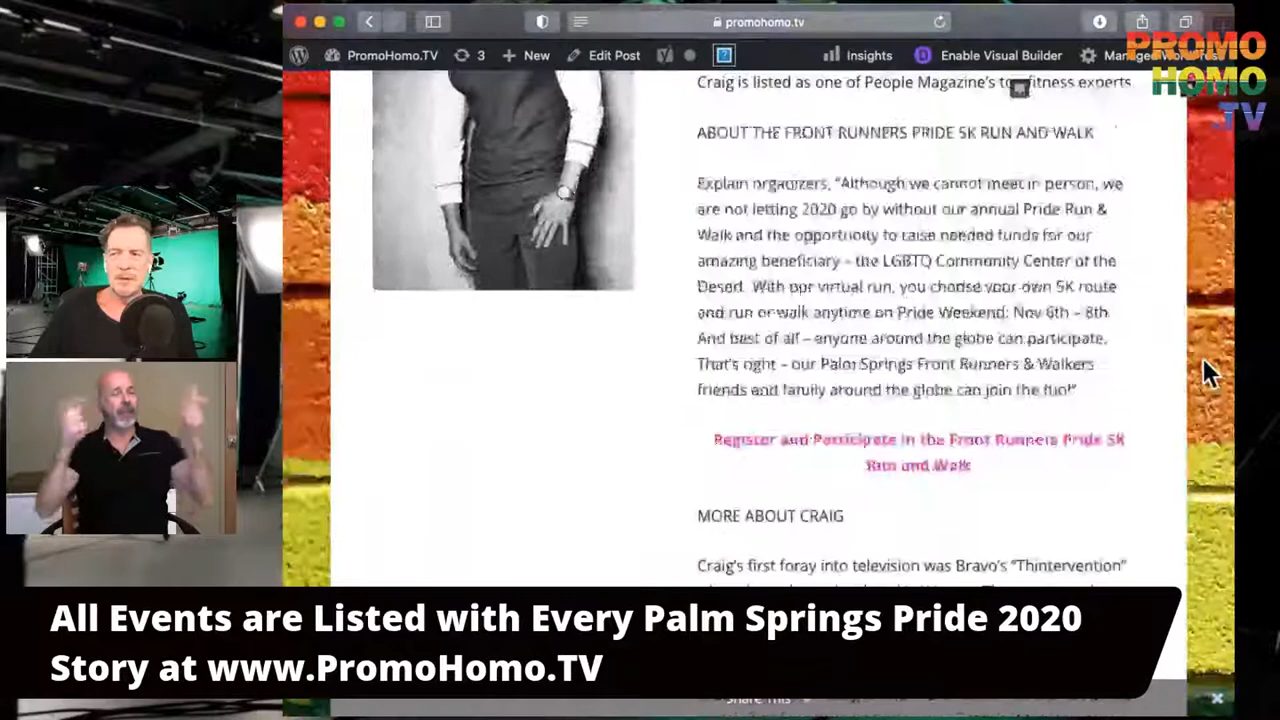 promohomo.tv
PromoHomo.TV 3 New Edit Post Insights Enable Visual Builder
PROMO
HOMO
.TV
Craig is listed as one of People Magazine's top fitness experts.
ABOUT THE FRONT RUNNERS PRIDE 5K RUN AND WALK
Explain organizers, "Although we cannot meet in person, we
are not letting 2020 go by without our annual Pride Run &
Walk and the opportunity to raise needed funds for our
amazing beneficiary – the LGBTQ Community Center of the
Desert. With our virtual run, you choose your own 5K route
and run or walk anytime on Pride Weekend: Nov 6th – 8th.
And best of all – anyone around the globe can participate.
That's right – our Palm Springs Front Runners & Walkers
friends and family around the globe can join the fun!"
Register and Participate in the Front Runners Pride 5K
Run and Walk
MORE ABOUT CRAIG
Craig's first foray into television was Bravo's "Thintervention"
All Events are Listed with Every Palm Springs Pride 2020
Story at www.PromoHomo.TV
Share This